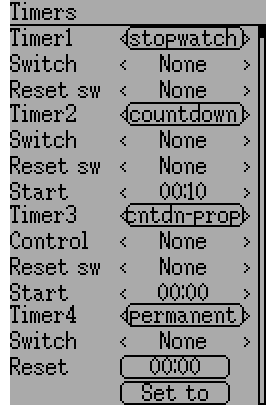 Timers
Timer1 <stopwatch>
Switch < None >
Reset sw < None >
Timer2 <countdown>
Switch < None >
Reset sw < None >
Start < 00:10 >
Timer3 <cntdn-prop>
Control < None >
Reset sw < None >
Start < 00:00 >
Timer4 <permanent>
Switch < None >
Reset 00:00
Set to